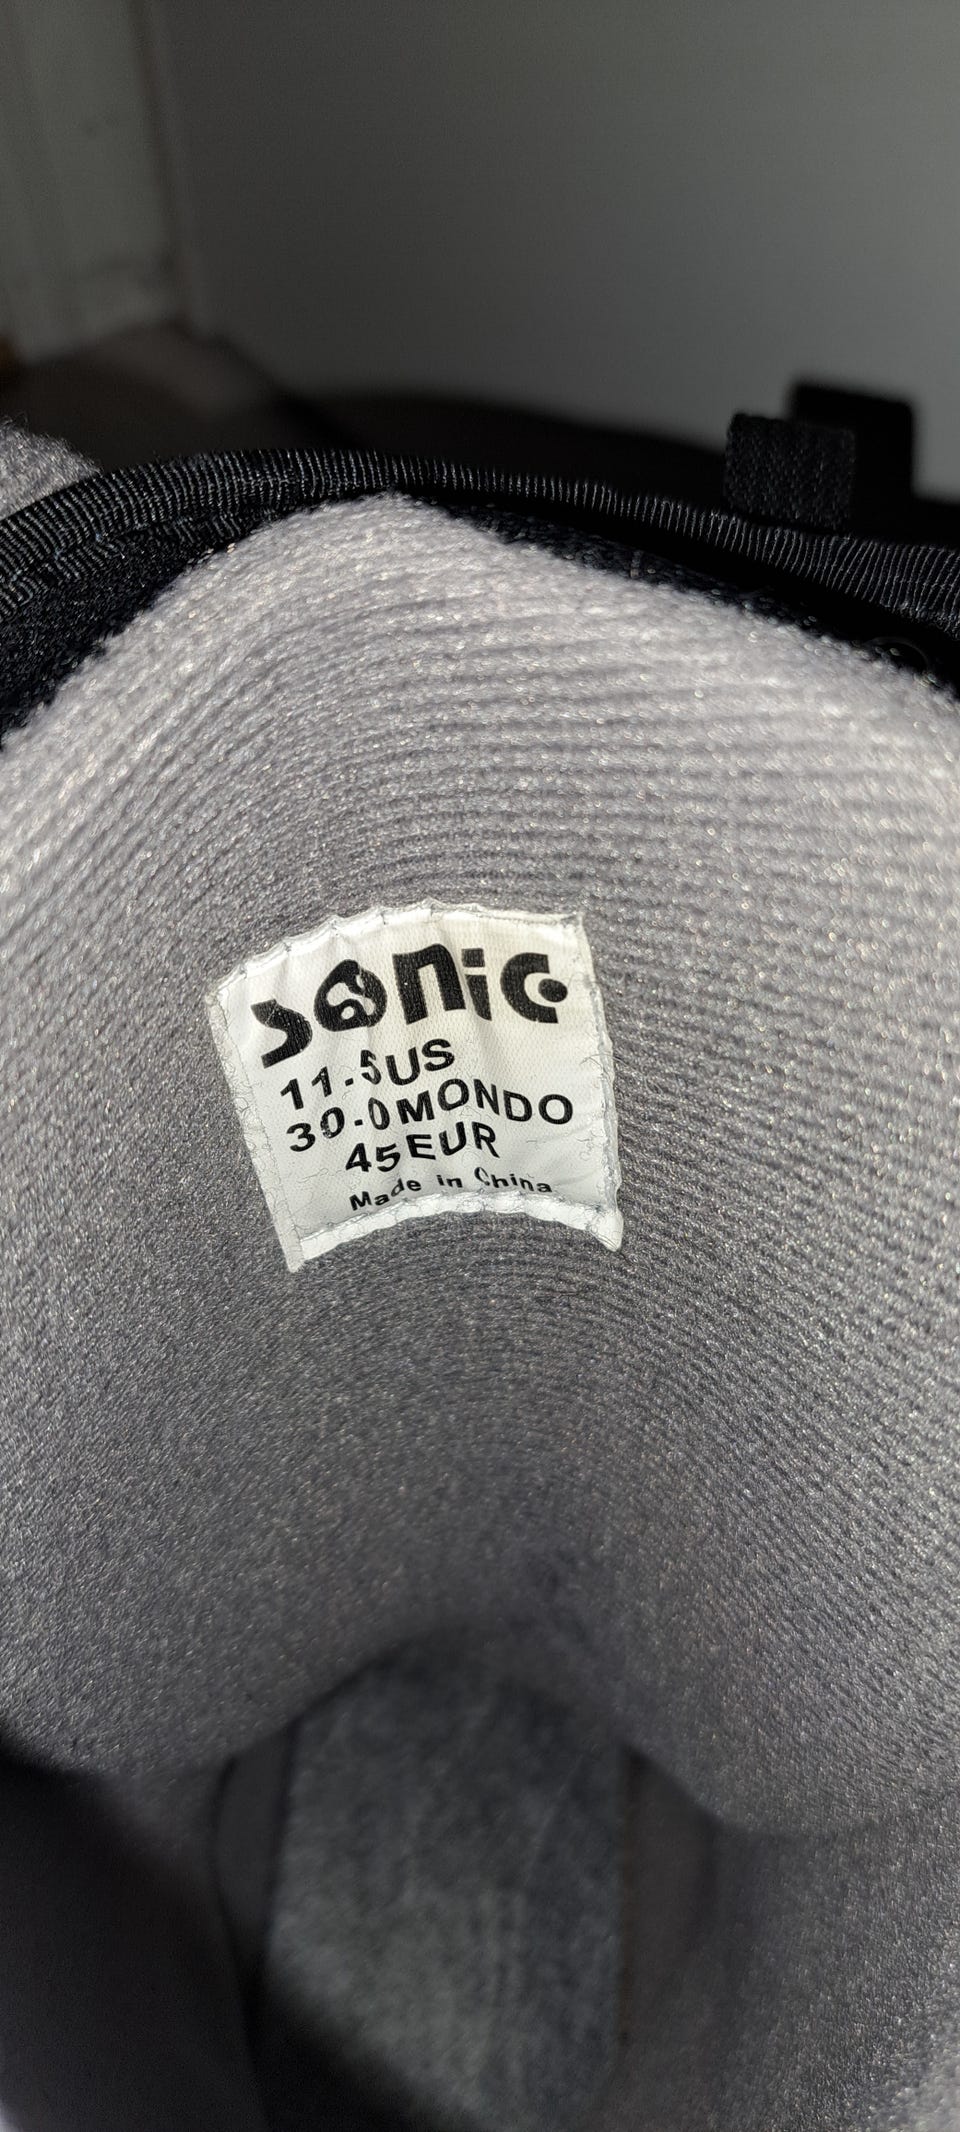 sonic
11.5US
30.0MONDO
45EUR
Made in China